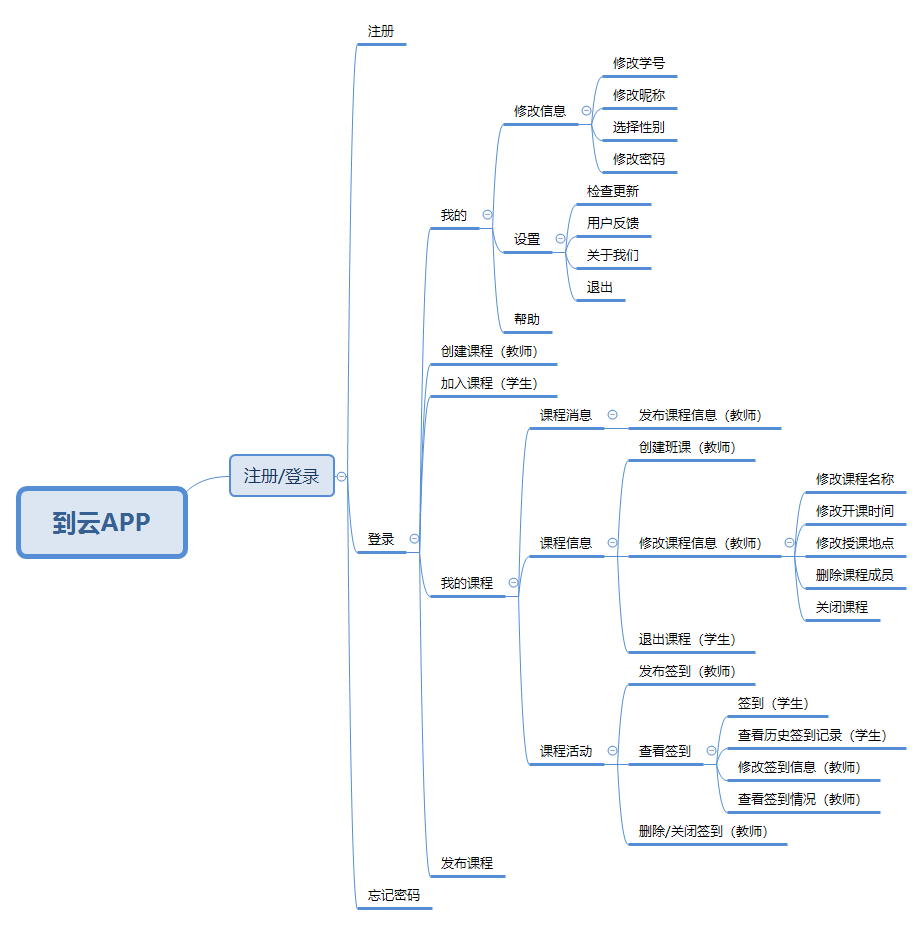 注册
修改学号
修改昵称
修改信息
选择性别
修改密码
检查更新
我的
用户反馈
设置
关于我们
退出
帮助
创建课程（教师）
加入课程（学生）
课程消息
发布课程信息（教师）
创建班课（教师）
注册/登录
修改课程名称
修改开课时间
到云APP
登录
课程信息
修改课程信息（教师）
修改授课地点
删除课程成员
我的课程
关闭课程
退出课程（学生）
发布签到（教师）
签到（学生）
查看历史签到记录（学生）
课程活动
查看签到
修改签到信息（教师）
查看签到情况（教师）
删除/关闭签到（教师）
发布课程
忘记密码